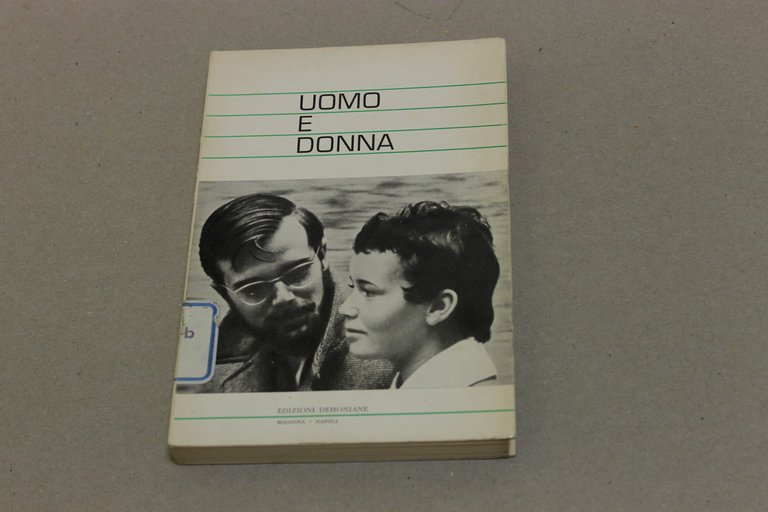 UOMO
E
DONNA
b
EDIZIONI DEHONIANE
BOLOGNA - NAPOLI